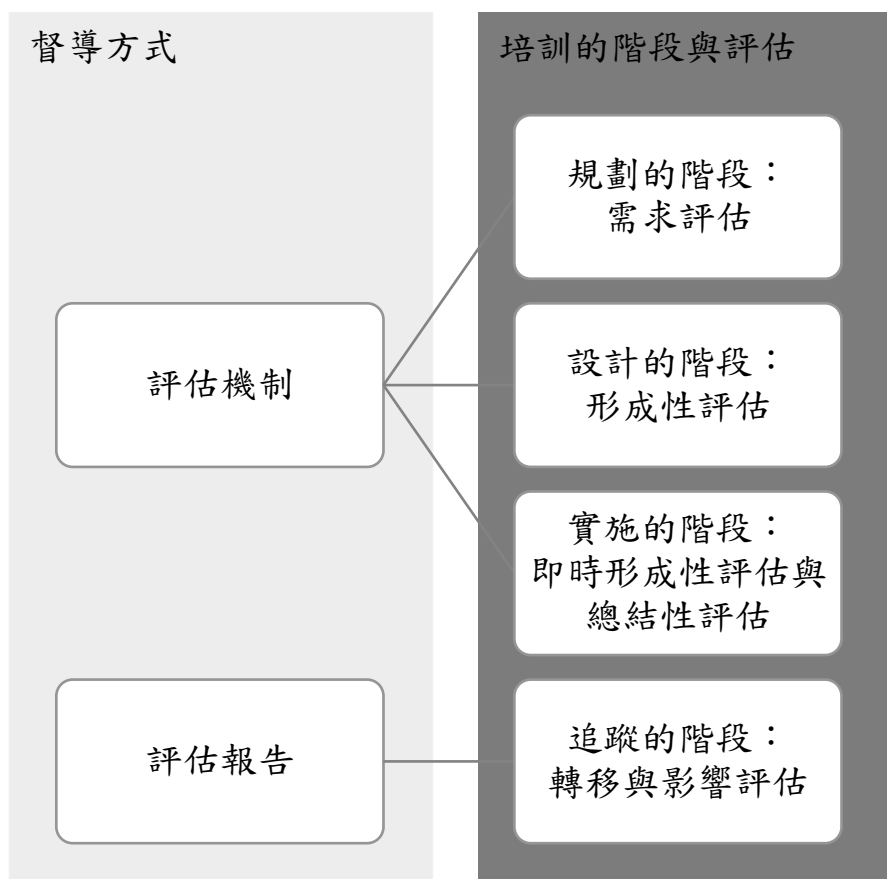 督導方式
評估機制
評估報告
培訓的階段與評估
規劃的階段：
需求評估
設計的階段：
形成性評估
實施的階段：
即時形成性評估與
總結性評估
追蹤的階段：
轉移與影響評估